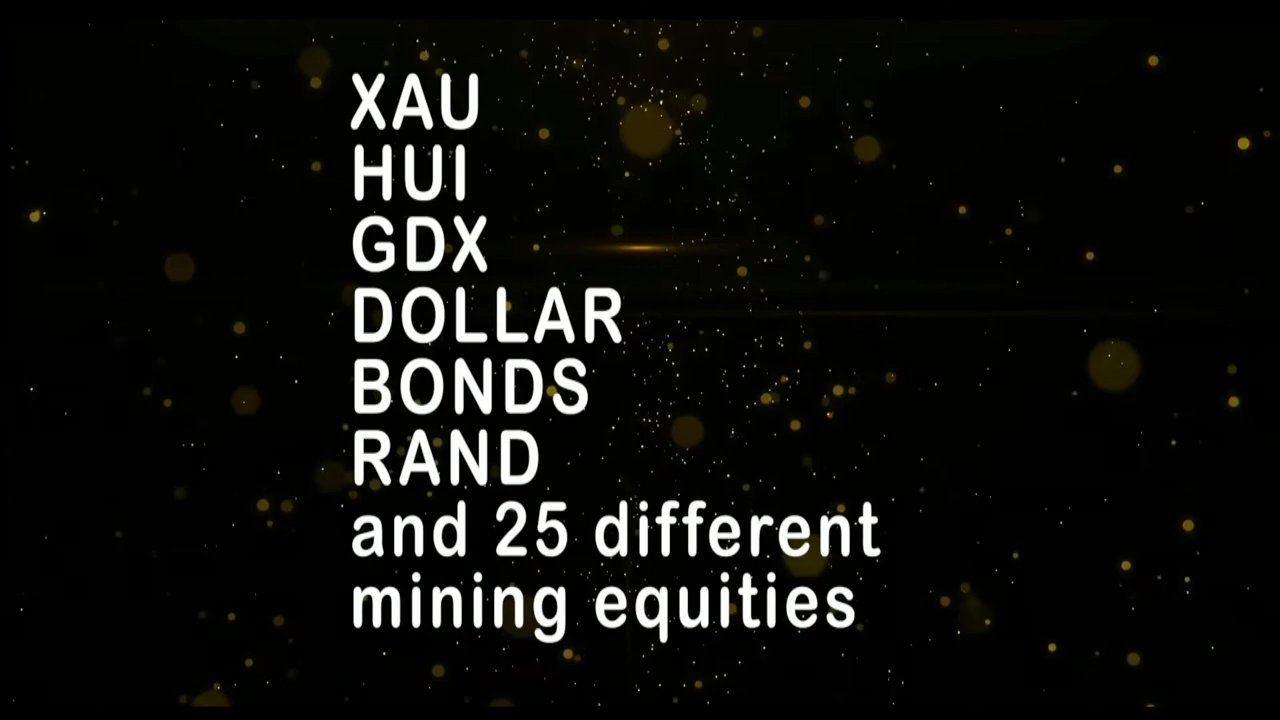 XAU
HUI
GDX
DOLLAR
BONDS
RAND
and 25 different
mining equities